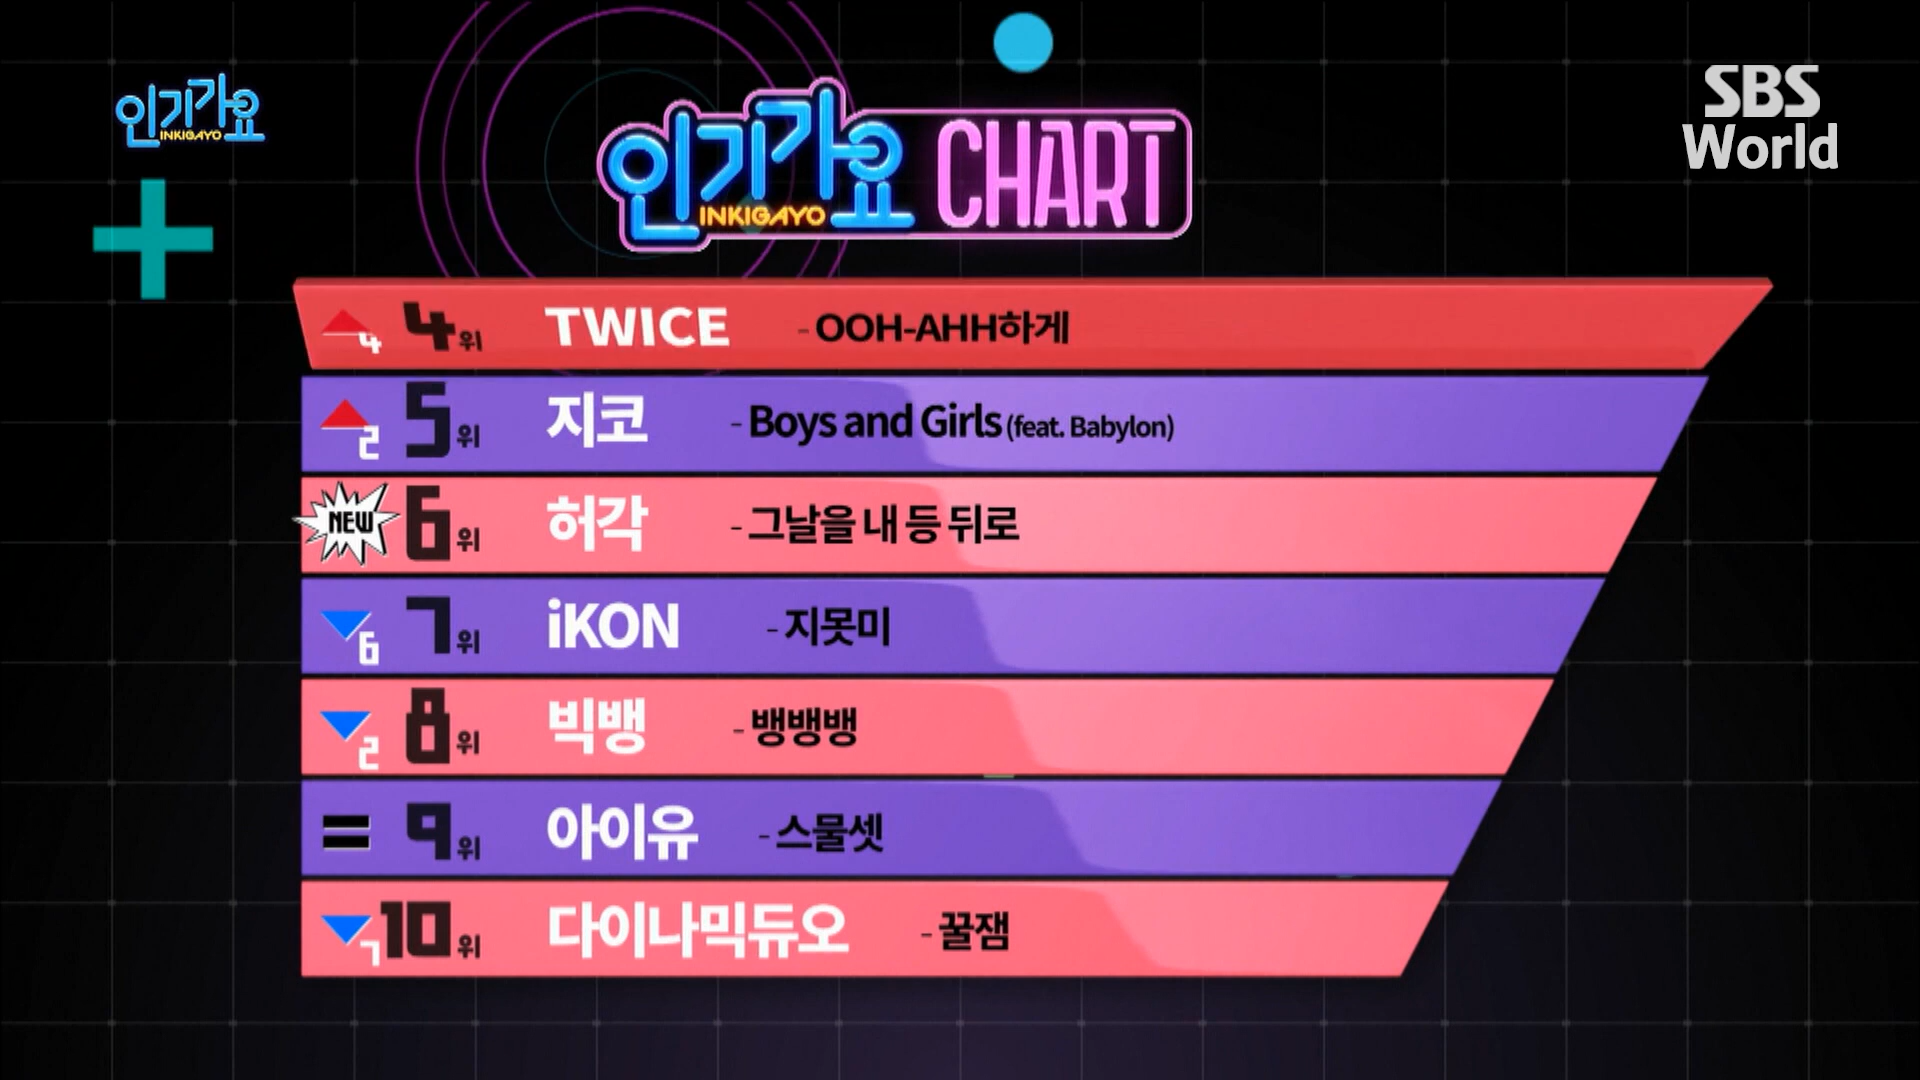 인기가요
INKIGAYO
SBS
World
인기가요 CHART
INKIGAYO
4 4위 TWICE - OOH-AHH하게
2 5위 지코 - Boys and Girls (feat. Babylon)
NEW 6위 허각 - 그날을 내 등 뒤로
6 7위 iKON - 지못미
2 8위 빅뱅 - 뱅뱅뱅
= 9위 아이유 - 스물셋
7 10위 다이나믹듀오 - 꿀잼